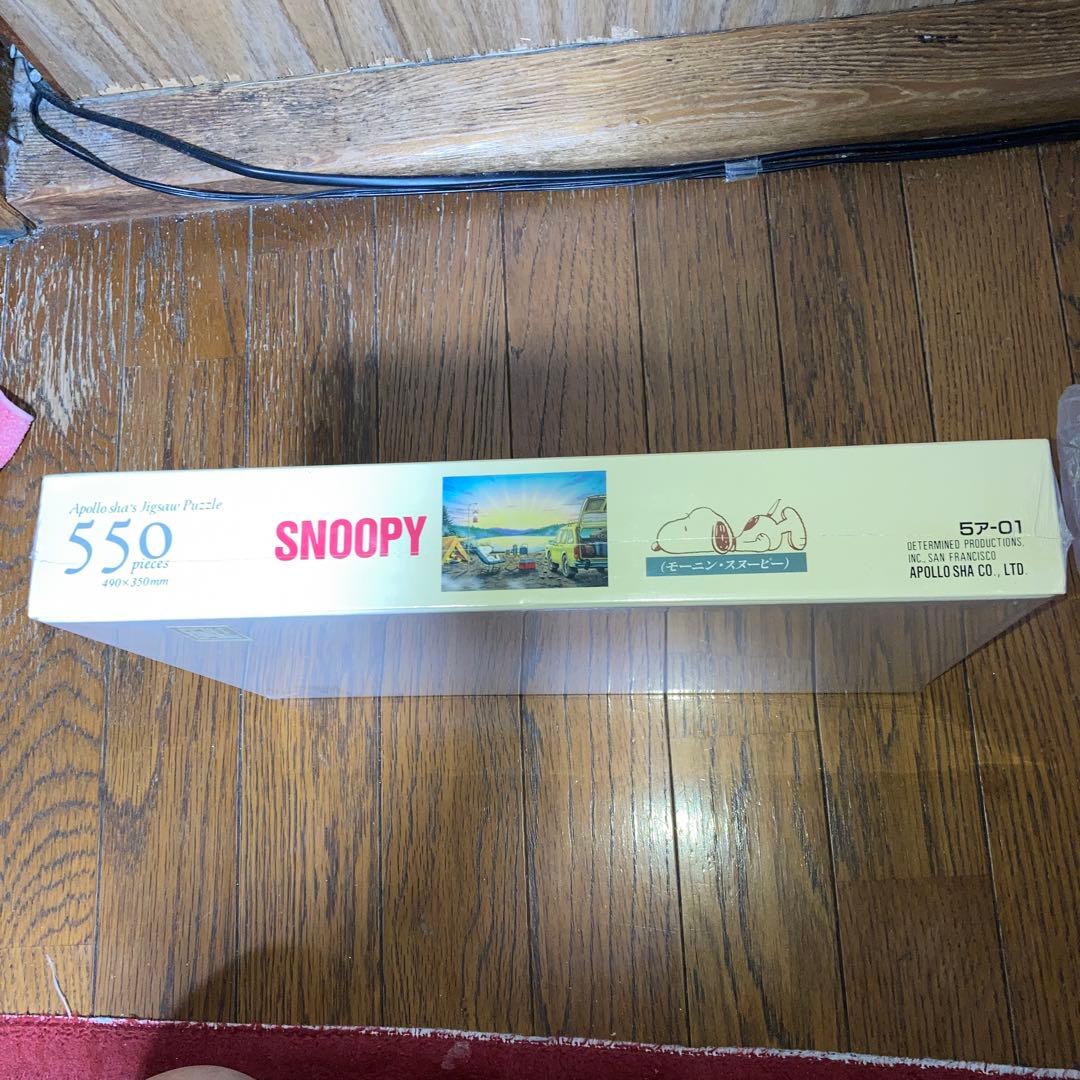 Apollo sha's Jigsaw Puzzle
550
pieces
490×350mm
SNOOPY
(モーニン・スヌーピー)
5ア-01
DETERMINED PRODUCTIONS,
INC., SAN FRANCISCO
APOLLO SHA CO., LTD.